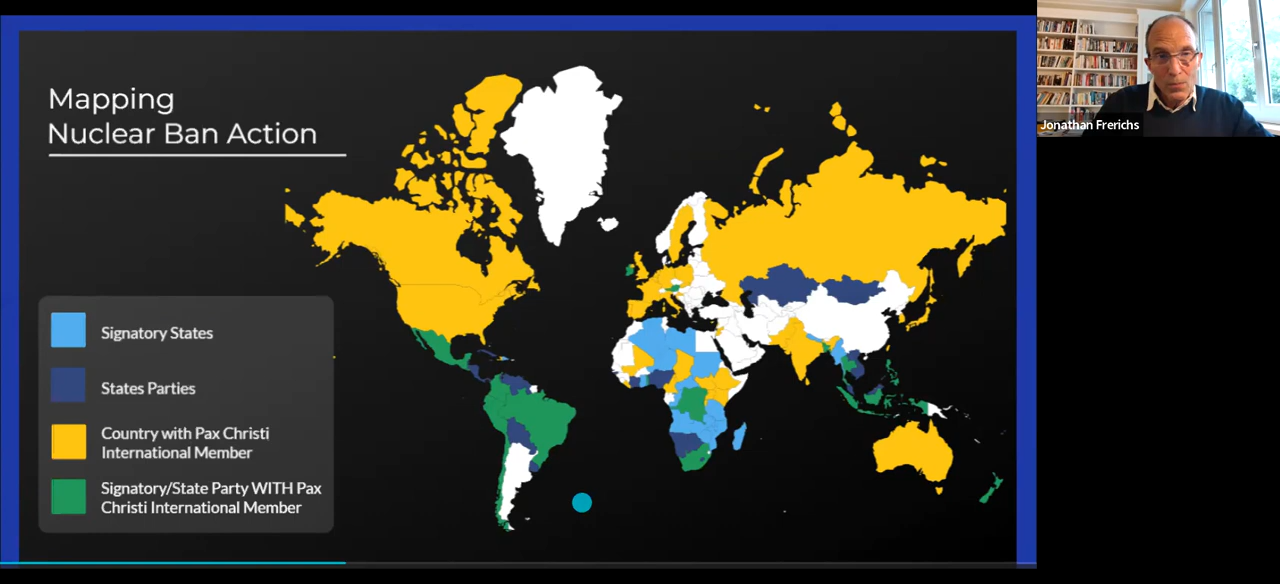 Mapping
Nuclear Ban Action
Signatory States
States Parties
Country with Pax Christi
International Member
Signatory/State Party WITH Pax
Christi International Member
Jonathan Frerichs